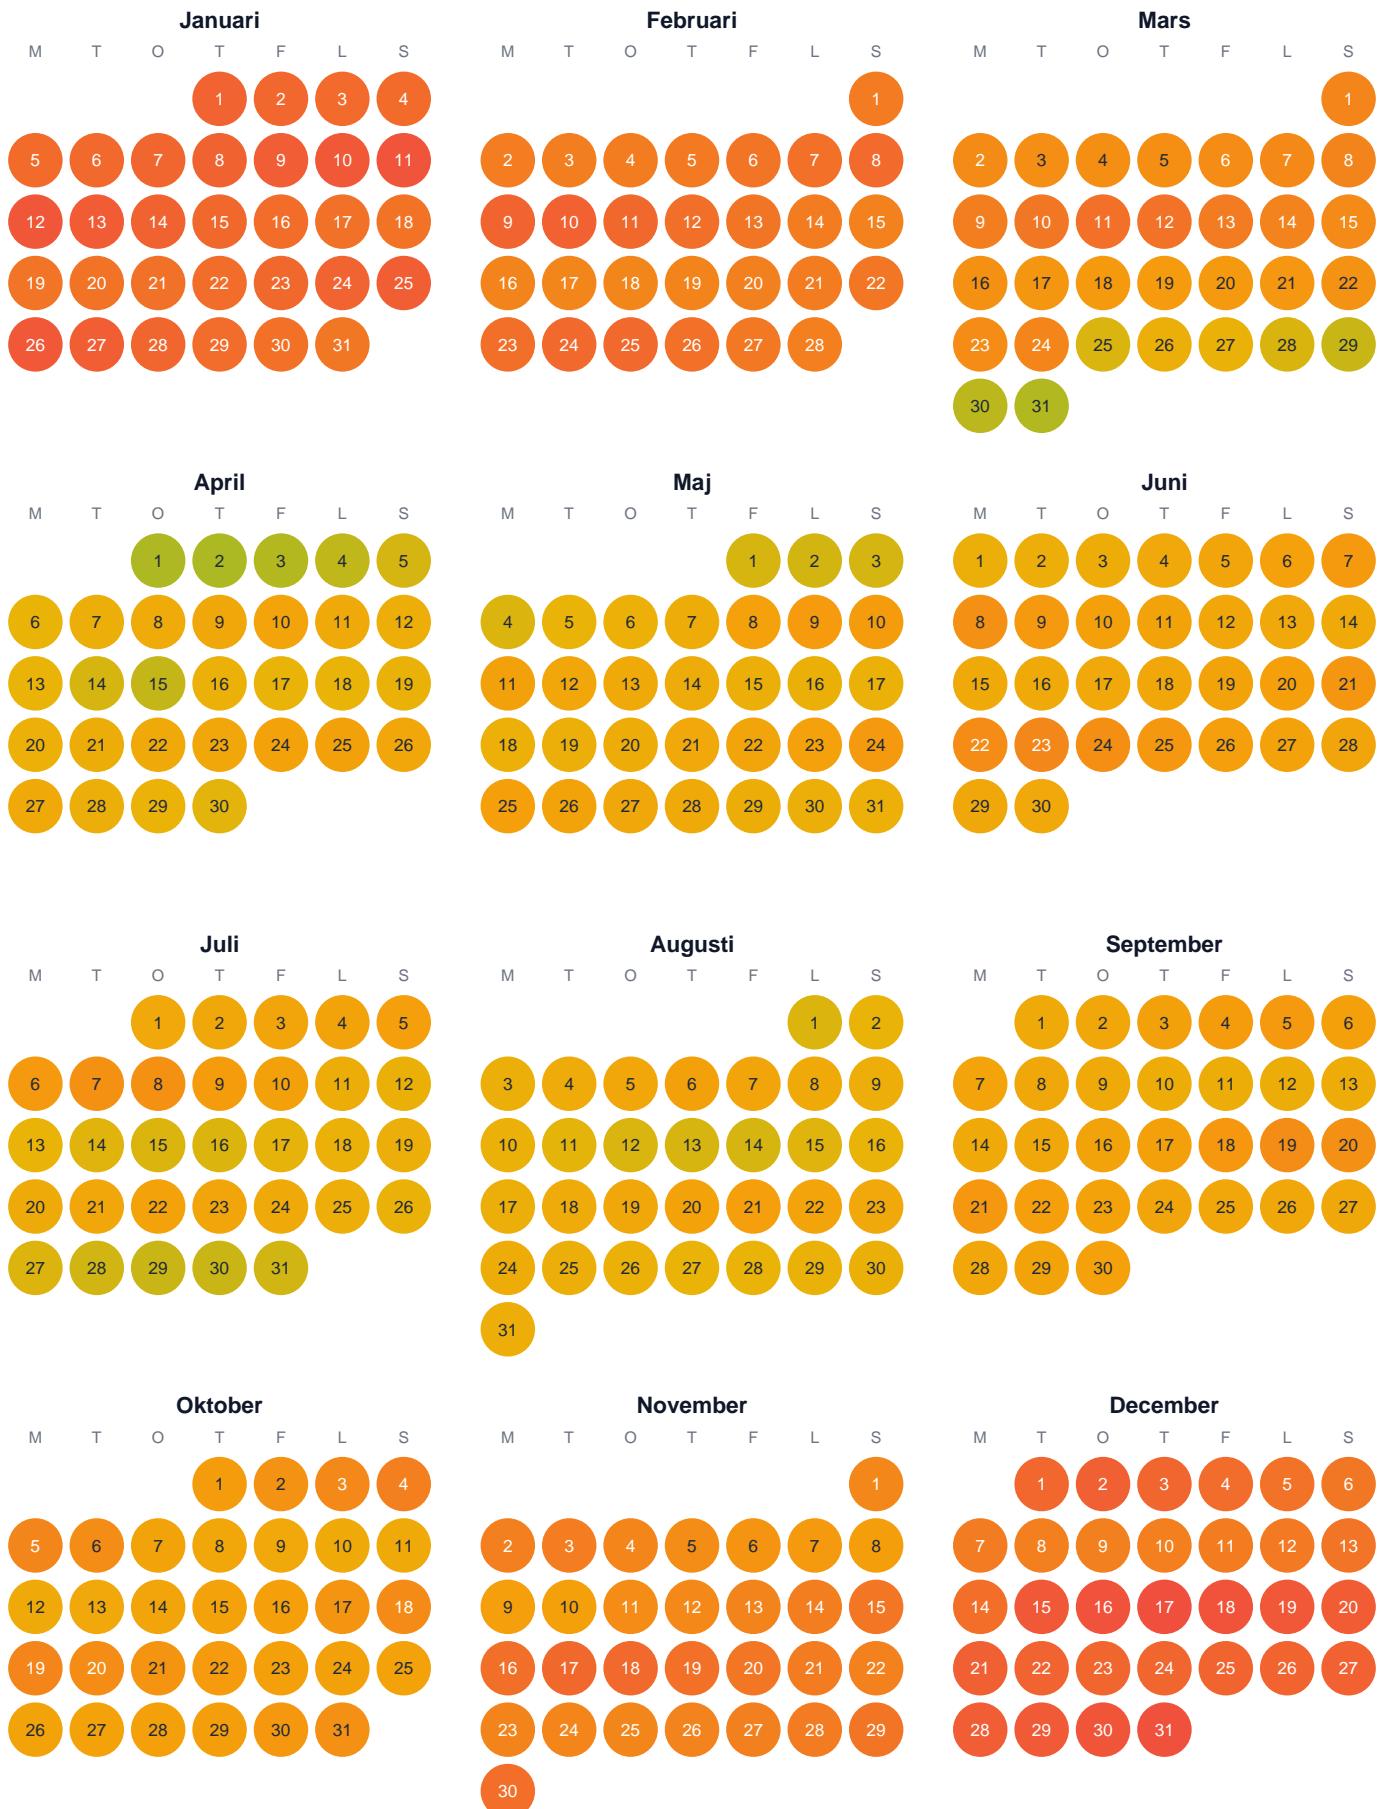 Januari
M T O T F L S
1 2 3 4
5 6 7 8 9 10 11
12 13 14 15 16 17 18
19 20 21 22 23 24 25
26 27 28 29 30 31
Februari
M T O T F L S
1
2 3 4 5 6 7 8
9 10 11 12 13 14 15
16 17 18 19 20 21 22
23 24 25 26 27 28
Mars
M T O T F L S
1
2 3 4 5 6 7 8
9 10 11 12 13 14 15
16 17 18 19 20 21 22
23 24 25 26 27 28 29
30 31
April
M T O T F L S
1 2 3 4 5
6 7 8 9 10 11 12
13 14 15 16 17 18 19
20 21 22 23 24 25 26
27 28 29 30
Maj
M T O T F L S
1 2 3
4 5 6 7 8 9 10
11 12 13 14 15 16 17
18 19 20 21 22 23 24
25 26 27 28 29 30 31
Juni
M T O T F L S
1 2 3 4 5 6 7
8 9 10 11 12 13 14
15 16 17 18 19 20 21
22 23 24 25 26 27 28
29 30
Juli
M T O T F L S
1 2 3 4 5
6 7 8 9 10 11 12
13 14 15 16 17 18 19
20 21 22 23 24 25 26
27 28 29 30 31
Augusti
M T O T F L S
1 2
3 4 5 6 7 8 9
10 11 12 13 14 15 16
17 18 19 20 21 22 23
24 25 26 27 28 29 30
31
September
M T O T F L S
1 2 3 4 5 6
7 8 9 10 11 12 13
14 15 16 17 18 19 20
21 22 23 24 25 26 27
28 29 30
Oktober
M T O T F L S
1 2 3 4
5 6 7 8 9 10 11
12 13 14 15 16 17 18
19 20 21 22 23 24 25
26 27 28 29 30 31
November
M T O T F L S
1
2 3 4 5 6 7 8
9 10 11 12 13 14 15
16 17 18 19 20 21 22
23 24 25 26 27 28 29
30
December
M T O T F L S
1 2 3 4 5 6
7 8 9 10 11 12 13
14 15 16 17 18 19 20
21 22 23 24 25 26 27
28 29 30 31